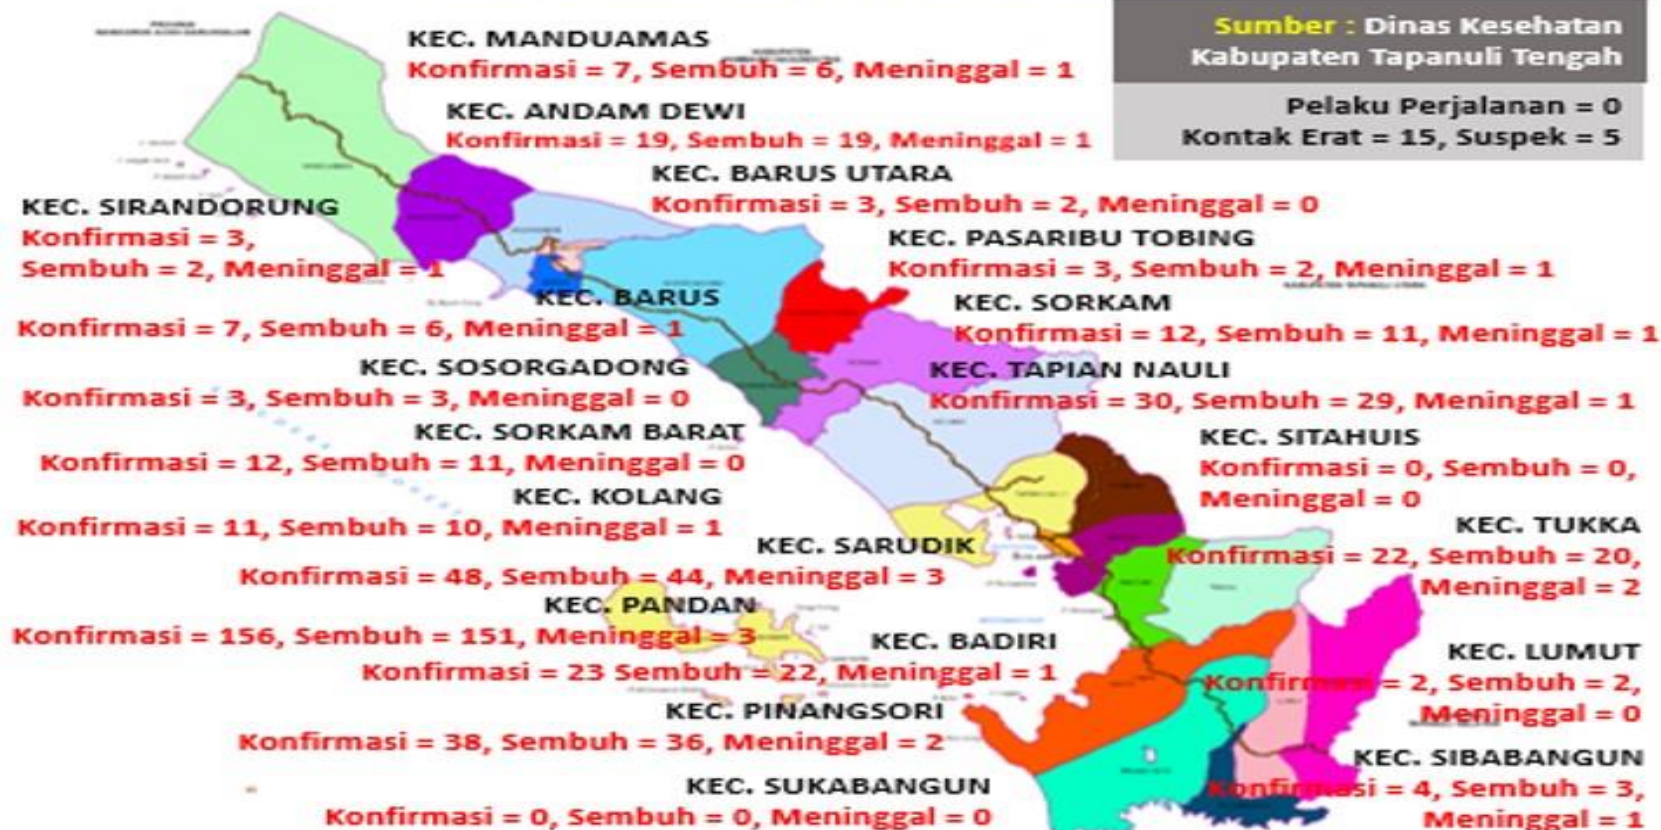 Sumber : Dinas Kesehatan
Kabupaten Tapanuli Tengah
Pelaku Perjalanan = 0
Kontak Erat = 15, Suspek = 5
KEC. MANDUAMAS
Konfirmasi = 7, Sembuh = 6, Meninggal = 1
KEC. ANDAM DEWI
Konfirmasi = 19, Sembuh = 19, Meninggal = 1
KEC. BARUS UTARA
Konfirmasi = 3, Sembuh = 2, Meninggal = 0
KEC. SIRANDORUNG
Konfirmasi = 3,
Sembuh = 2, Meninggal = 1
KEC. PASARIBU TOBING
Konfirmasi = 3, Sembuh = 2, Meninggal = 1
KEC. BARUS
Konfirmasi = 7, Sembuh = 6, Meninggal = 1
KEC. SORKAM
Konfirmasi = 12, Sembuh = 11, Meninggal = 1
KEC. SOSORGADONG
Konfirmasi = 3, Sembuh = 3, Meninggal = 0
KEC. TAPIAN NAULI
Konfirmasi = 30, Sembuh = 29, Meninggal = 1
KEC. SORKAM BARAT
Konfirmasi = 12, Sembuh = 11, Meninggal = 0
KEC. SITAHUIS
Konfirmasi = 0, Sembuh = 0,
Meninggal = 0
KEC. KOLANG
Konfirmasi = 11, Sembuh = 10, Meninggal = 1
KEC. TUKKA
Konfirmasi = 22, Sembuh = 20,
Meninggal = 2
KEC. SARUDIK
Konfirmasi = 48, Sembuh = 44, Meninggal = 3
KEC. PANDAN
Konfirmasi = 156, Sembuh = 151, Meninggal = 3
KEC. BADIRI
Konfirmasi = 23 Sembuh = 22, Meninggal = 1
KEC. LUMUT
Konfirmasi = 2, Sembuh = 2,
Meninggal = 0
KEC. PINANGSORI
Konfirmasi = 38, Sembuh = 36, Meninggal = 2
KEC. SIBABANGUN
Konfirmasi = 4, Sembuh = 3,
Meninggal = 1
KEC. SUKABANGUN
Konfirmasi = 0, Sembuh = 0, Meninggal = 0